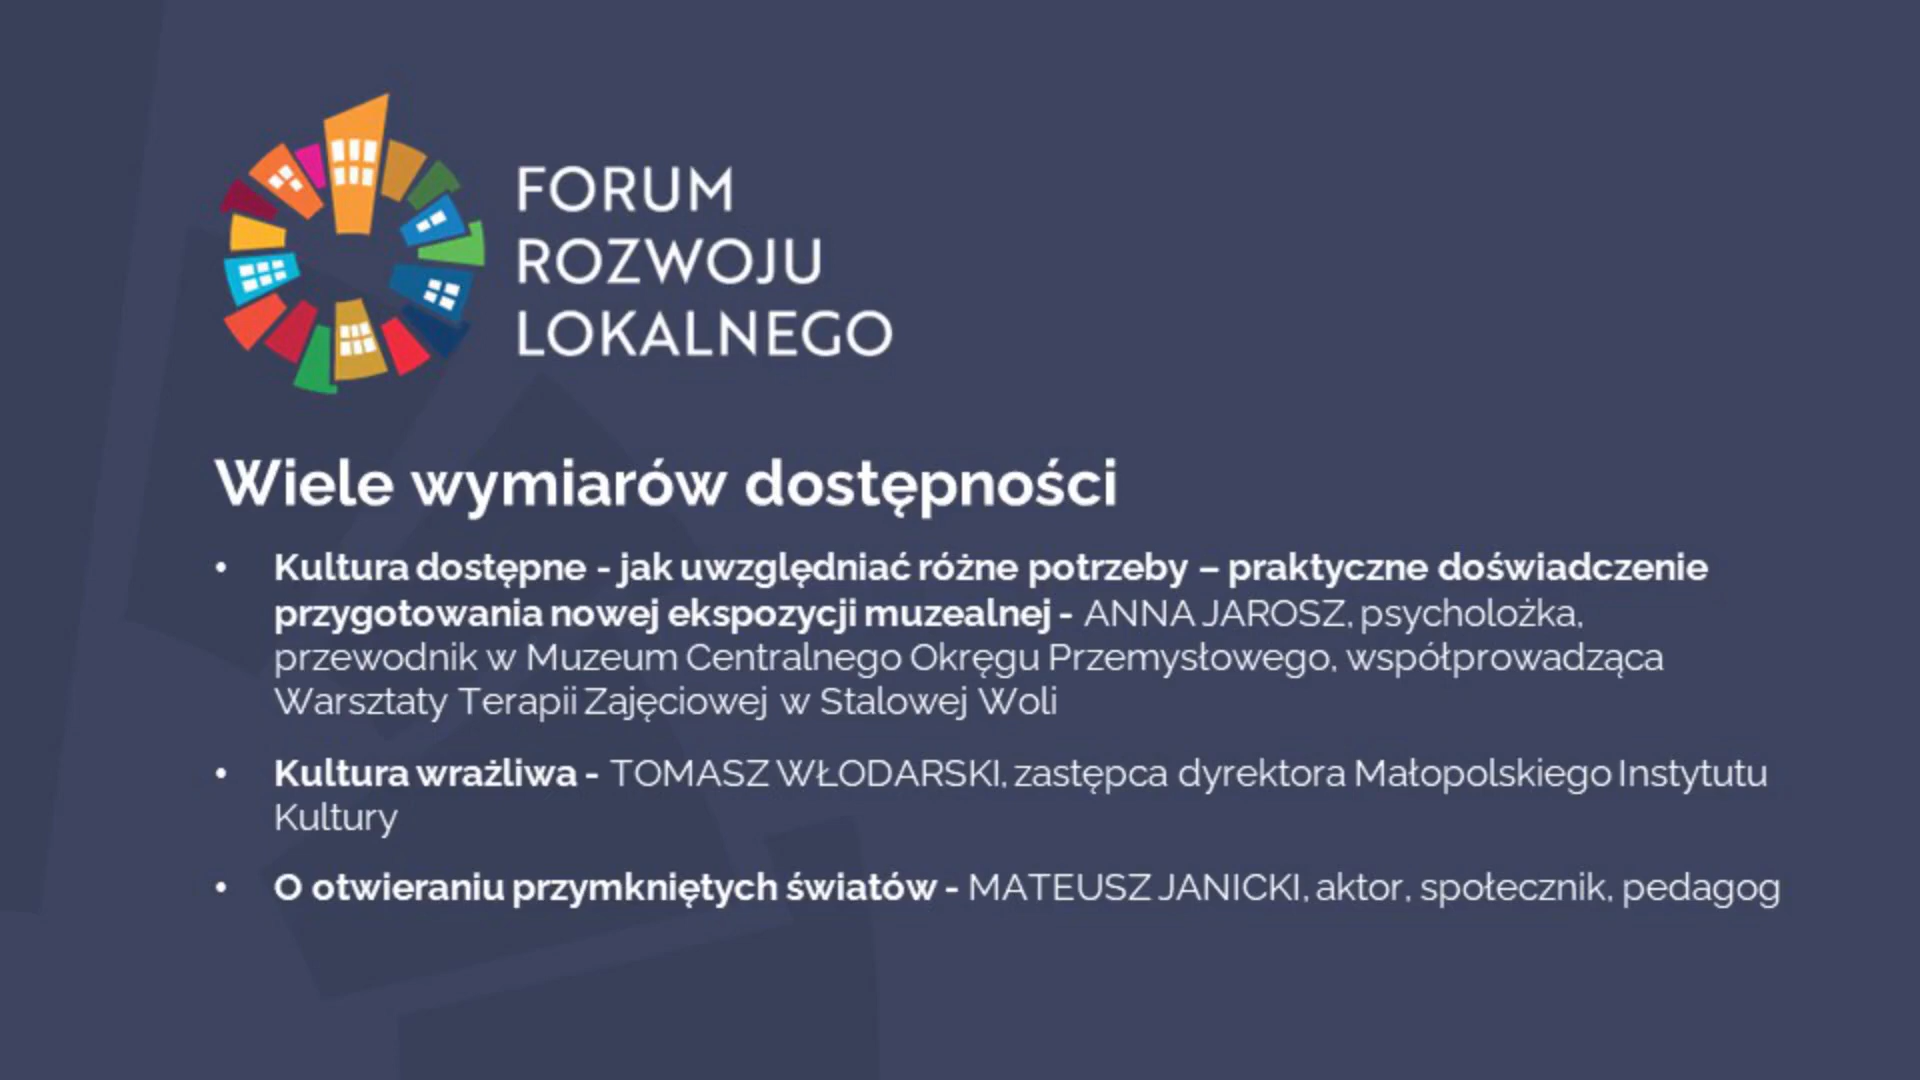 FORUM
ROZWOJU
LOKALNEGO
Wiele wymiarów dostępności
• Kultura dostępne - jak uwzględniać różne potrzeby – praktyczne doświadczenie
przygotowania nowej ekspozycji muzealnej - ANNA JAROSZ, psycholożka,
przewodnik w Muzeum Centralnego Okręgu Przemysłowego, współprowadząca
Warsztaty Terapii Zajęciowej w Stalowej Woli
• Kultura wrażliwa - TOMASZ WŁODARSKI, zastępca dyrektora Małopolskiego Instytutu
Kultury
• O otwieraniu przymkniętych światów - MATEUSZ JANICKI, aktor, społecznik, pedagog